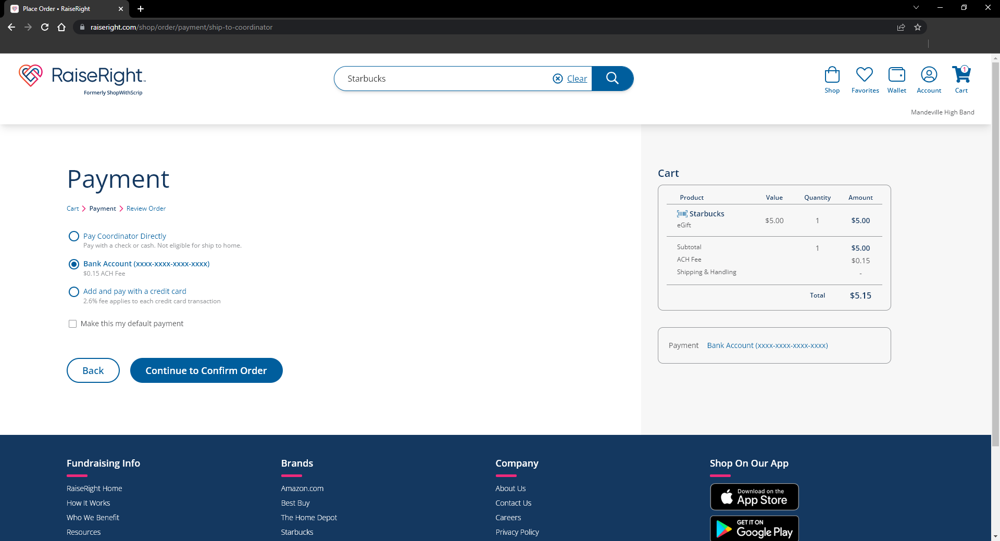 Place Order • RaiseRight
raiseright.com/shop/order/payment/ship-to-coordinator
RaiseRight™
Formerly ShopWithScrip
Starbucks
Clear
Shop
Favorites
Wallet
Account
1
Cart
Mandeville High Band
Payment
Cart
Payment
Review Order
Pay Coordinator Directly
Pay with a check or cash. Not eligible for ship to home.
Bank Account (xxxx-xxxx-xxxx-xxxx)
$0.15 ACH Fee
Add and pay with a credit card
2.6% fee applies to each credit card transaction
Make this my default payment
Back
Continue to Confirm Order
Cart
Product Value Quantity Amount
Starbucks
eGift
$5.00 1 $5.00
Subtotal 1 $5.00
ACH Fee $0.15
Shipping & Handling -
Total $5.15
Payment Bank Account (xxxx-xxxx-xxxx-xxxx)
Fundraising Info
RaiseRight Home
How It Works
Who We Benefit
Resources
Brands
Amazon.com
Best Buy
The Home Depot
Starbucks
Company
About Us
Contact Us
Careers
Privacy Policy
Shop On Our App
Download on the
App Store
GET IT ON
Google Play